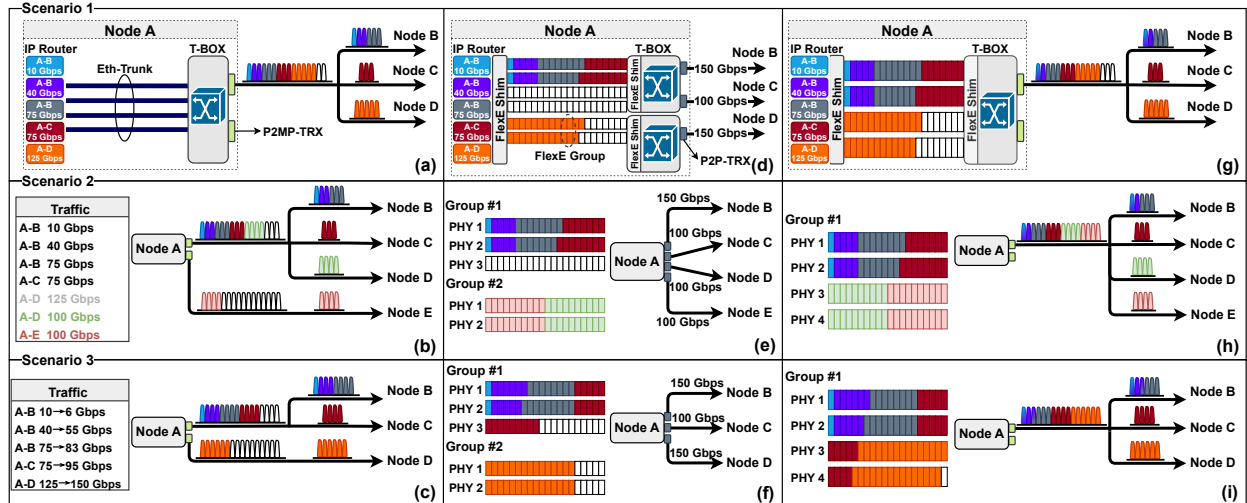 Scenario 1
Node A
IP Router
T-BOX
A-B
10 Gbps
A-B
40 Gbps
A-B
75 Gbps
A-C
75 Gbps
A-D
125 Gbps
Eth-Trunk
P2MP-TRX
Node B
Node C
Node D
(a)
Node A
IP Router
T-BOX
A-B
10 Gbps
A-B
40 Gbps
A-B
75 Gbps
A-C
75 Gbps
A-D
125 Gbps
FlexE Shim
FlexE Shim
FlexE Shim
FlexE Group
Node B
150 Gbps
Node C
100 Gbps
Node D
150 Gbps
P2P-TRX
(d)
Node A
IP Router
T-BOX
A-B
10 Gbps
A-B
40 Gbps
A-B
75 Gbps
A-C
75 Gbps
A-D
125 Gbps
FlexE Shim
FlexE Shim
Node B
Node C
Node D
(g)
Scenario 2
Traffic
A-B 10 Gbps
A-B 40 Gbps
A-B 75 Gbps
A-C 75 Gbps
A-D 125 Gbps
A-D 100 Gbps
A-E 100 Gbps
Node A
Node B
Node C
Node D
Node E
(b)
Group #1
PHY 1
PHY 2
PHY 3
Group #2
PHY 1
PHY 2
Node A
150 Gbps
100 Gbps
100 Gbps
100 Gbps
Node B
Node C
Node D
Node E
(e)
Group #1
PHY 1
PHY 2
PHY 3
PHY 4
Node A
Node B
Node C
Node D
Node E
(h)
Scenario 3
Traffic
A-B 10→6 Gbps
A-B 40→55 Gbps
A-B 75→83 Gbps
A-C 75→95 Gbps
A-D 125→150 Gbps
Node A
Node B
Node C
Node D
(c)
Group #1
PHY 1
PHY 2
PHY 3
Group #2
PHY 1
PHY 2
Node A
150 Gbps
100 Gbps
150 Gbps
Node B
Node C
Node D
(f)
Group #1
PHY 1
PHY 2
PHY 3
PHY 4
Node A
Node B
Node C
Node D
(i)